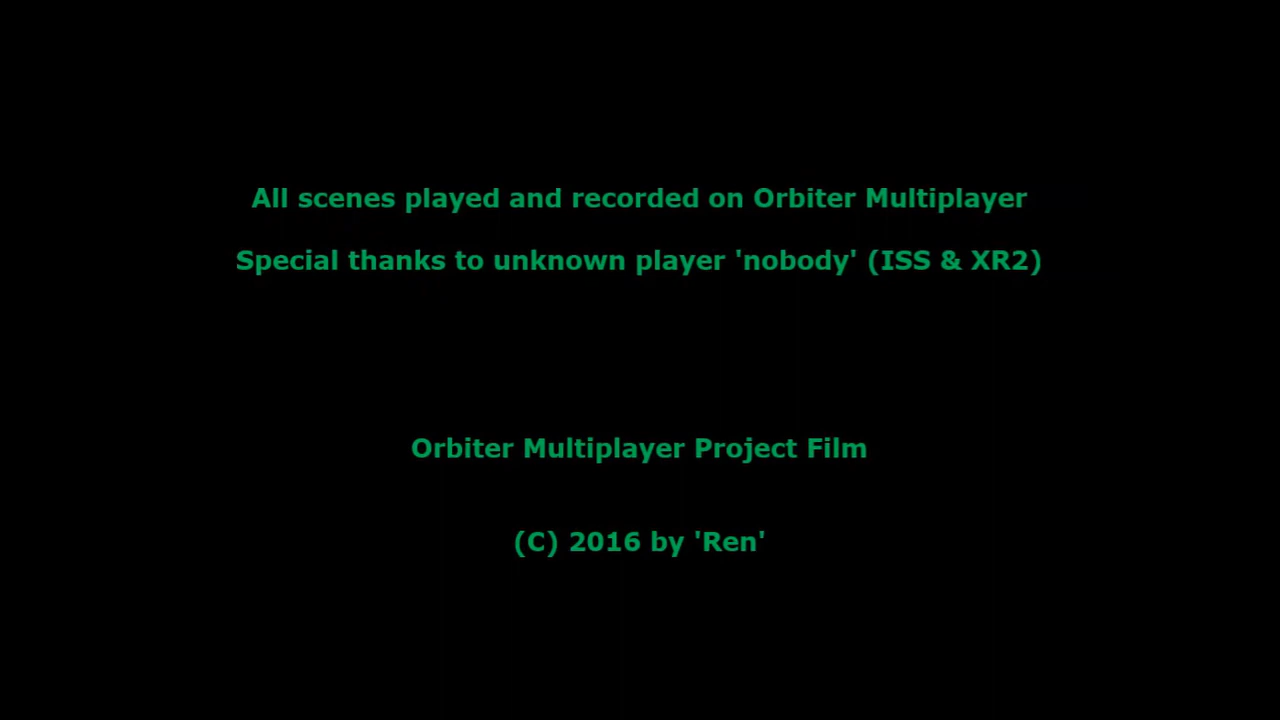 All scenes played and recorded on Orbiter Multiplayer
Special thanks to unknown player 'nobody' (ISS & XR2)
Orbiter Multiplayer Project Film
(C) 2016 by 'Ren'